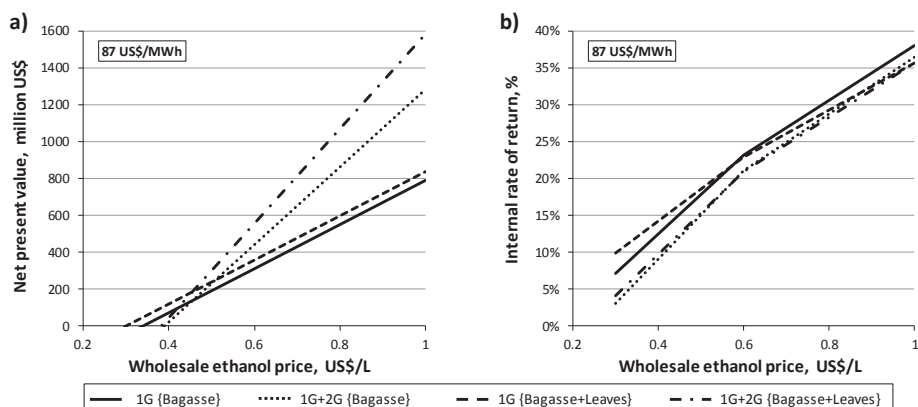 a)
87 US$/MWh
Net present value, million US$
1600
1400
1200
1000
800
600
400
200
0
0.2 0.4 0.6 0.8 1
Wholesale ethanol price, US$/L
b)
87 US$/MWh
Internal rate of return, %
40%
35%
30%
25%
20%
15%
10%
5%
0%
0.2 0.4 0.6 0.8 1
Wholesale ethanol price, US$/L
1G {Bagasse} 1G+2G {Bagasse} 1G {Bagasse+Leaves} 1G+2G {Bagasse+Leaves}